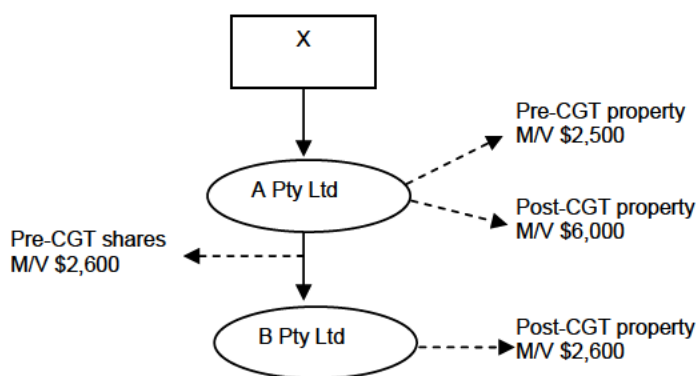 X
Pre-CGT property
M/V $2,500
A Pty Ltd
Post-CGT property
M/V $6,000
Pre-CGT shares
M/V $2,600
B Pty Ltd
Post-CGT property
M/V $2,600